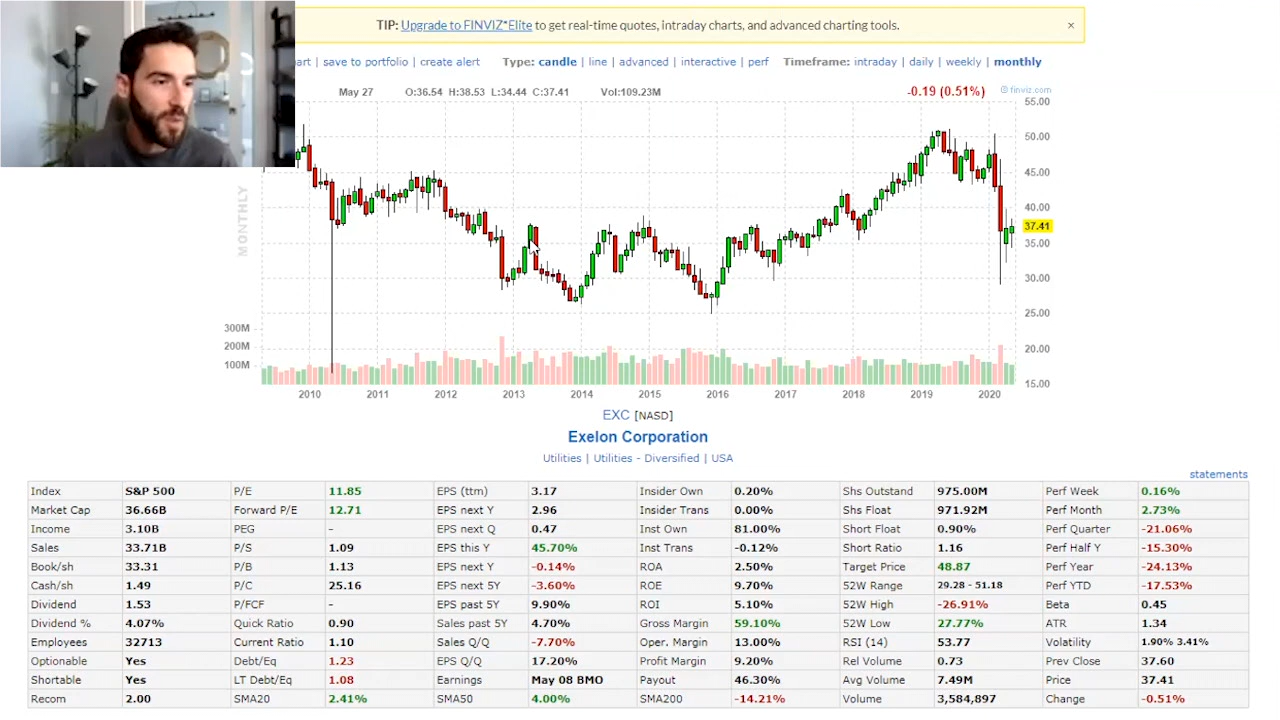 TIP: Upgrade to FINVIZ*Elite to get real-time quotes, intraday charts, and advanced charting tools. ×
art | save to portfolio | create alert Type: candle | line | advanced | interactive | perf Timeframe: intraday | daily | weekly | monthly
May 27 O:36.54 H:38.53 L:34.44 C:37.41 Vol:109.23M -0.19 (0.51%) © finviz.com
55.00
50.00
45.00
MONTHLY
40.00
37.41
35.00
30.00
25.00
300M
200M
20.00
100M
15.00
2010 2011 2012 2013 2014 2015 2016 2017 2018 2019 2020
EXC [NASD]
Exelon Corporation
Utilities | Utilities - Diversified | USA
statements
Index S&P 500 P/E 11.85 EPS (ttm) 3.17 Insider Own 0.20% Shs Outstand 975.00M Perf Week 0.16%
Market Cap 36.66B Forward P/E 12.71 EPS next Y 2.96 Insider Trans 0.00% Shs Float 971.92M Perf Month 2.73%
Income 3.10B PEG - EPS next Q 0.47 Inst Own 81.00% Short Float 0.90% Perf Quarter -21.06%
Sales 33.71B P/S 1.09 EPS this Y 45.70% Inst Trans -0.12% Short Ratio 1.16 Perf Half Y -15.30%
Book/sh 33.31 P/B 1.13 EPS next Y -0.14% ROA 2.50% Target Price 48.87 Perf Year -24.13%
Cash/sh 1.49 P/C 25.16 EPS next 5Y -3.60% ROE 9.70% 52W Range 29.28 - 51.18 Perf YTD -17.53%
Dividend 1.53 P/FCF - EPS past 5Y 9.90% ROI 5.10% 52W High -26.91% Beta 0.45
Dividend % 4.07% Quick Ratio 0.90 Sales past 5Y 4.70% Gross Margin 59.10% 52W Low 27.77% ATR 1.34
Employees 32713 Current Ratio 1.10 Sales Q/Q -7.70% Oper. Margin 13.00% RSI (14) 53.77 Volatility 1.90% 3.41%
Optionable Yes Debt/Eq 1.23 EPS Q/Q 17.20% Profit Margin 9.20% Rel Volume 0.73 Prev Close 37.60
Shortable Yes LT Debt/Eq 1.08 Earnings May 08 BMO Payout 46.30% Avg Volume 7.49M Price 37.41
Recom 2.00 SMA20 2.41% SMA50 4.00% SMA200 -14.21% Volume 3,584,897 Change -0.51%